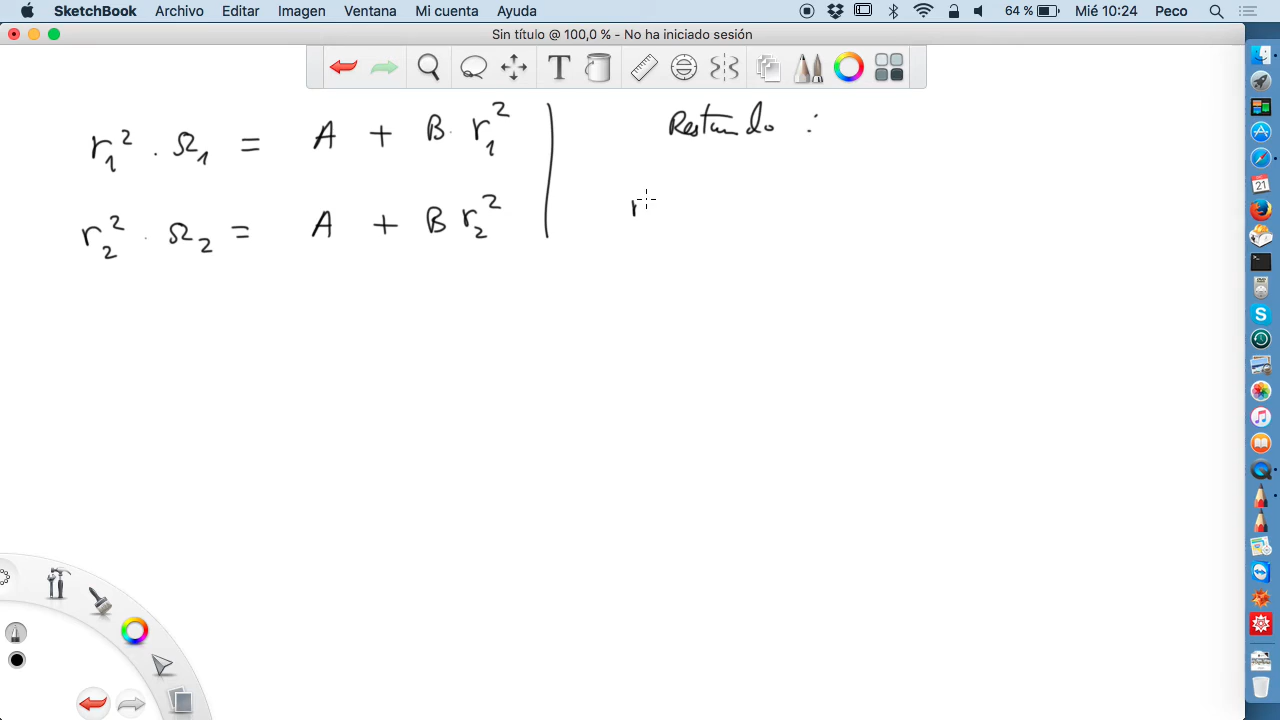 SketchBook Archivo Editar Imagen Ventana Mi cuenta Ayuda 64 % Mié 10:24 Peco
Sin título @ 100,0 % - No ha iniciado sesión
r₁² · Ω₁ = A + B · r₁²
r₂² · Ω₂ = A + B r₂²
Restando :
r